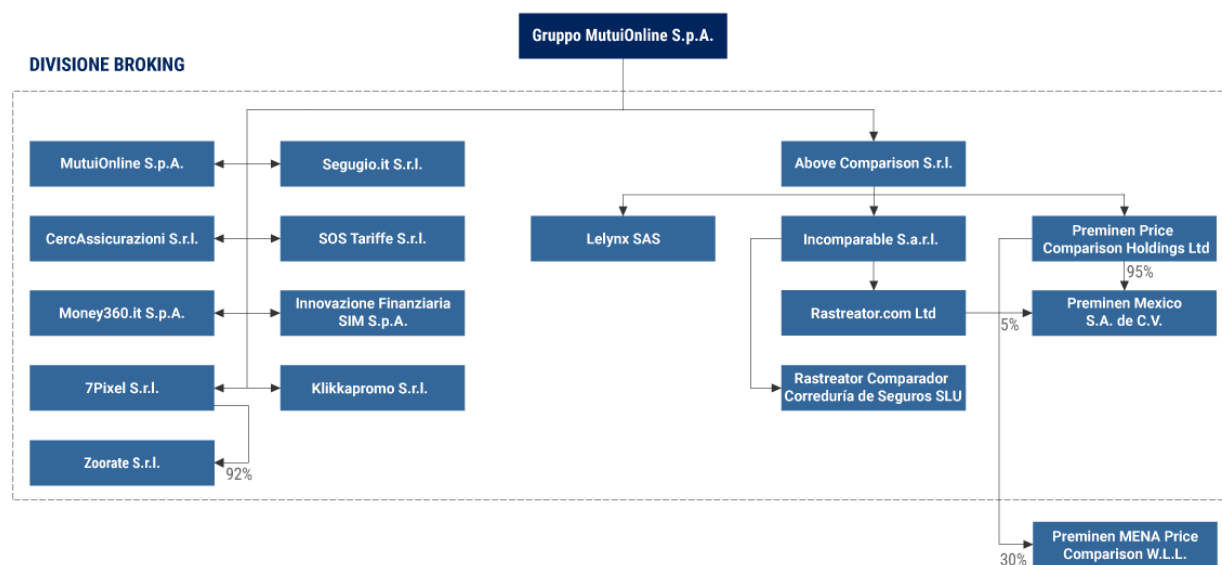 Gruppo MutuiOnline S.p.A.
DIVISIONE BROKING
MutuiOnline S.p.A.
Segugio.it S.r.l.
Above Comparison S.r.l.
CercAssicurazioni S.r.l.
SOS Tariffe S.r.l.
Lelynx SAS
Incomparable S.a.r.l.
Preminen Price
Comparison Holdings Ltd
95%
Money360.it S.p.A.
Innovazione Finanziaria
SIM S.p.A.
Rastreator.com Ltd
5%
Preminen Mexico
S.A. de C.V.
7Pixel S.r.l.
Klikkapromo S.r.l.
Rastreator Comparador
Correduría de Seguros SLU
Zoorate S.r.l.
92%
Preminen MENA Price
Comparison W.L.L.
30%